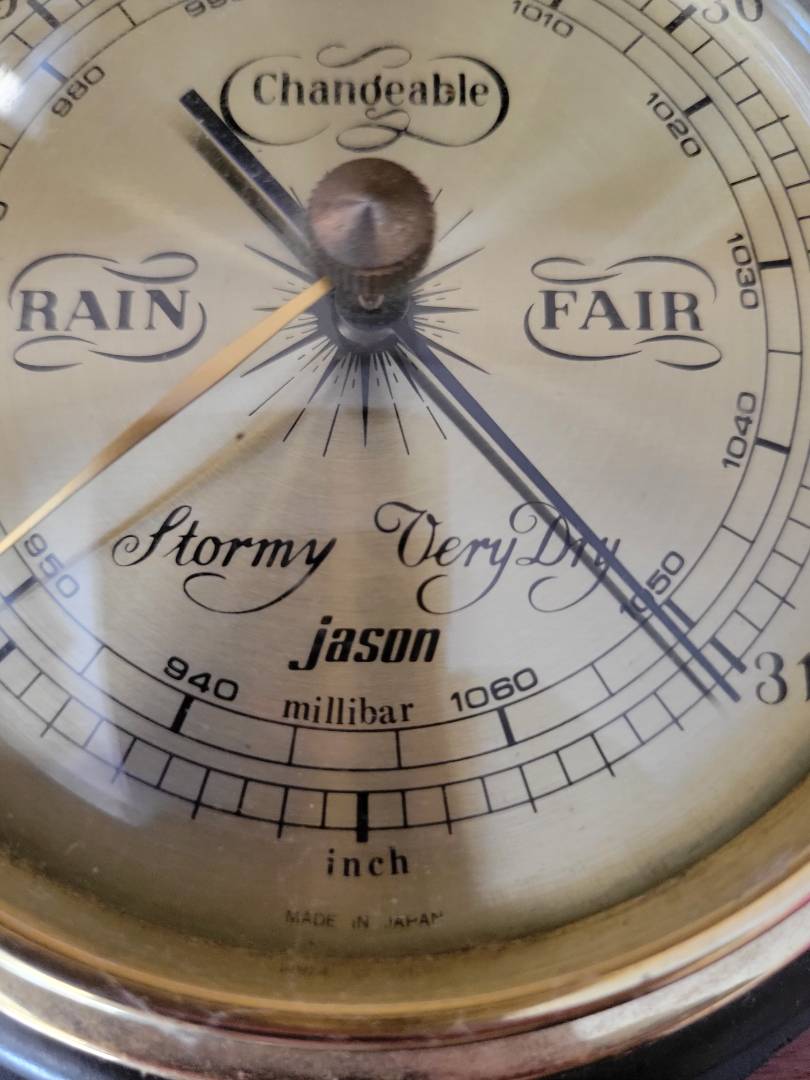 30
1010
980
Changeable
1020
1030
RAIN
FAIR
1040
Stormy Very Dry
950
1050
jason
31
940
millibar
1060
inch
MADE IN JAPAN